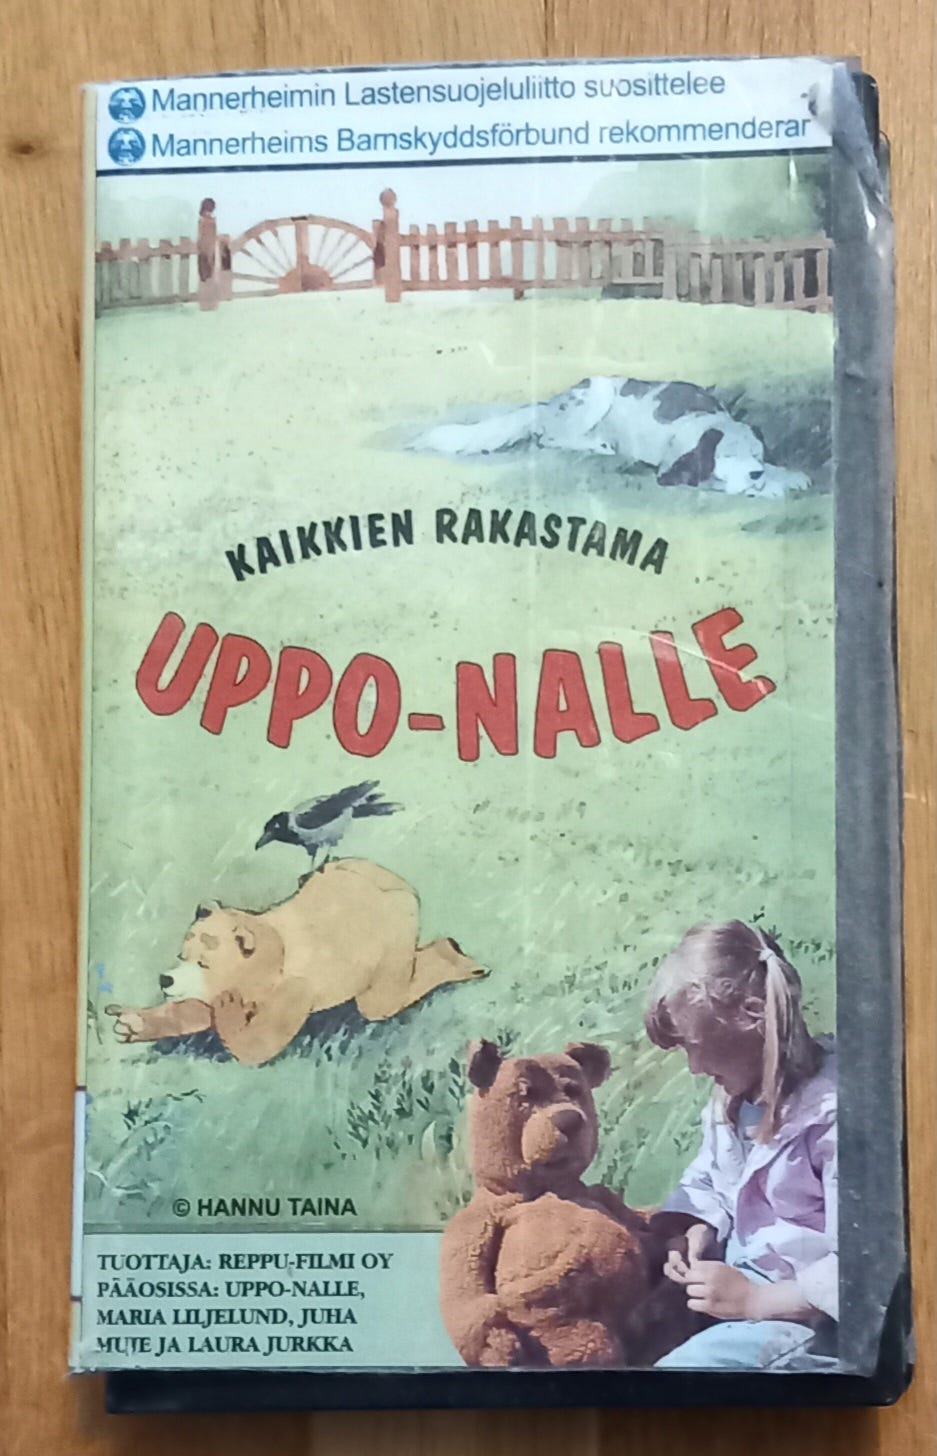 Mannerheimin Lastensuojeluliitto suosittelee
Mannerheims Barnskyddsförbund rekommenderar
KAIKKIEN RAKASTAMA
UPPO-NALLE
© HANNU TAINA
TUOTTAJA: REPPU-FILMI OY
PÄÄOSISSA: UPPO-NALLE,
MARIA LILJELUND, JUHA
MUJE JA LAURA JURKKA